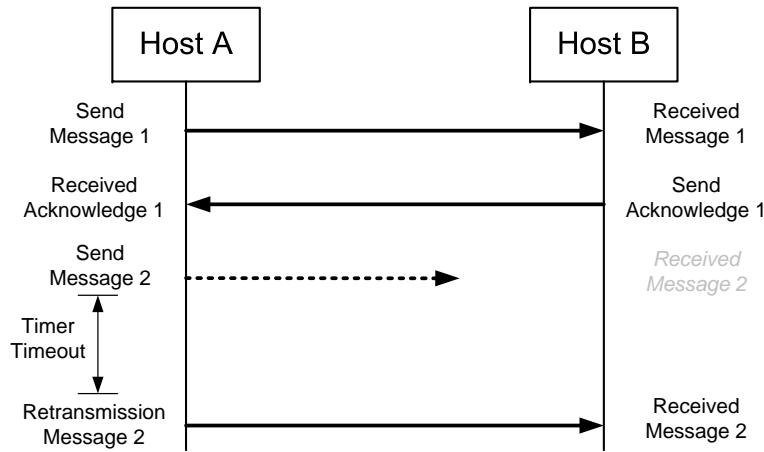 Host A
Host B
Send
Message 1
Received
Message 1
Received
Acknowledge 1
Send
Acknowledge 1
Send
Message 2
Received
Message 2
Timer
Timeout
Retransmission
Message 2
Received
Message 2